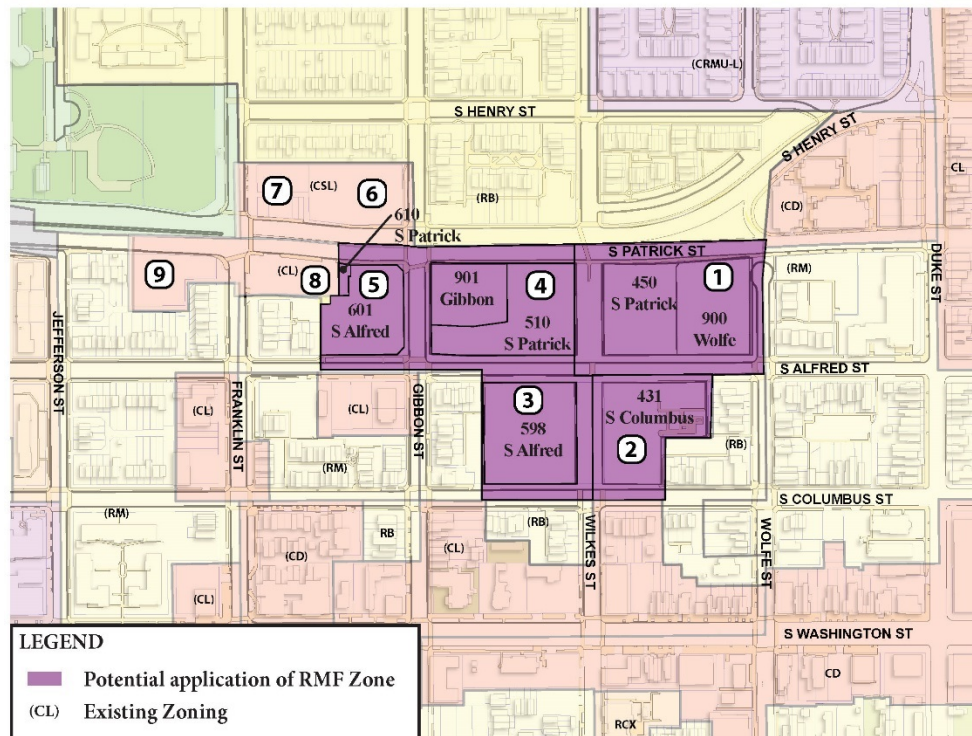 (CRMU-L)
S HENRY ST
S HENRY ST
CL
7
(CSL)
6
(RB)
(CD)
610
S Patrick
S PATRICK ST
DUKE ST
9
(CL)
8
5
901
Gibbon
4
450
S Patrick
1
(RM)
601
S Alfred
510
S Patrick
900
Wolfe
JEFFERSON ST
S ALFRED ST
FRANKLIN ST
GIBBON ST
(CL)
(CL)
3
598
S Alfred
431
S Columbus
2
(RB)
(RM)
S COLUMBUS ST
(RM)
(CD)
RB
(CL)
(RB)
WILKES ST
WOLFE ST
(CL)
S WASHINGTON ST
CD
RCX
LEGEND
Potential application of RMF Zone
(CL) Existing Zoning